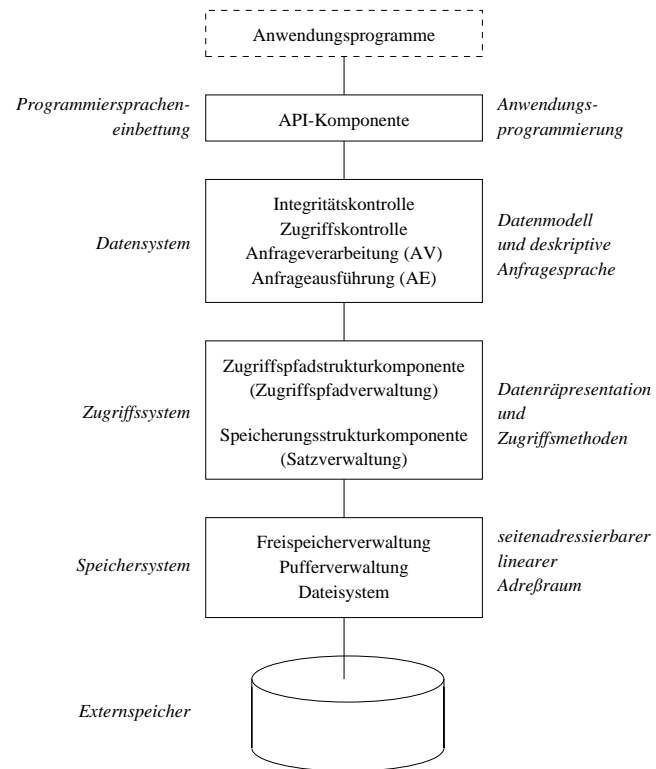 Anwendungsprogramme
Programmiersprachen-
einbettung
API-Komponente
Anwendungs-
programmierung
Datensystem
Integritätskontrolle
Zugriffskontrolle
Anfrageverarbeitung (AV)
Anfrageausführung (AE)
Datenmodell
und deskriptive
Anfragesprache
Zugriffssystem
Zugriffspfadstrukturkomponente
(Zugriffspfadverwaltung)
Speicherungsstrukturkomponente
(Satzverwaltung)
Datenräpresentation
und
Zugriffsmethoden
Speichersystem
Freispeicherverwaltung
Pufferverwaltung
Dateisystem
seitenadressierbarer
linearer
Adreßraum
Externspeicher